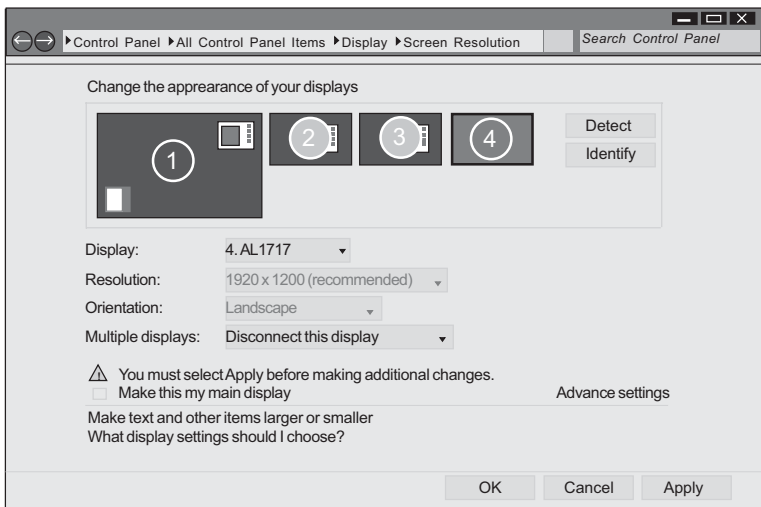 Control Panel All Control Panel Items Display Screen Resolution Search Control Panel
Change the apprearance of your displays
1 2 3 4 Detect
Identify
Display: 4. AL1717
Resolution: 1920 x 1200 (recommended)
Orientation: Landscape
Multiple displays: Disconnect this display
You must select Apply before making additional changes.
Make this my main display Advance settings
Make text and other items larger or smaller
What display settings should I choose?
OK Cancel Apply